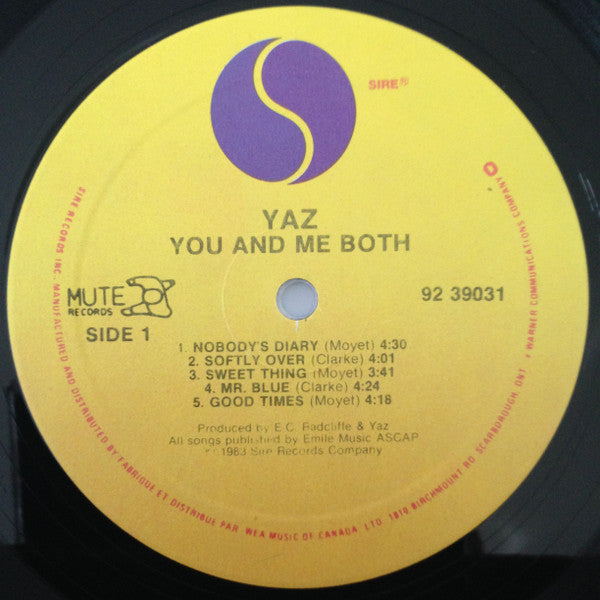 SIRE®
YAZ
YOU AND ME BOTH
MUTE
RECORDS
92 39031
SIDE 1
1. NOBODY'S DIARY (Moyet) 4:30
2. SOFTLY OVER (Clarke) 4:01
3. SWEET THING (Moyet) 3:41
4. MR. BLUE (Clarke) 4:24
5. GOOD TIMES (Moyet) 4:18
Produced by E.C. Radcliffe & Yaz
All songs published by Emile Music ASCAP
℗ 1983 Sire Records Company
SIRE RECORDS INC. MANUFACTURED AND DISTRIBUTED BY / FABRIQUE ET DISTRIBUE PAR WEA MUSIC OF CANADA, LTD. 1810 BIRCHMOUNT RD SCARBOROUGH, ONT. / WARNER COMMUNICATIONS COMPANY